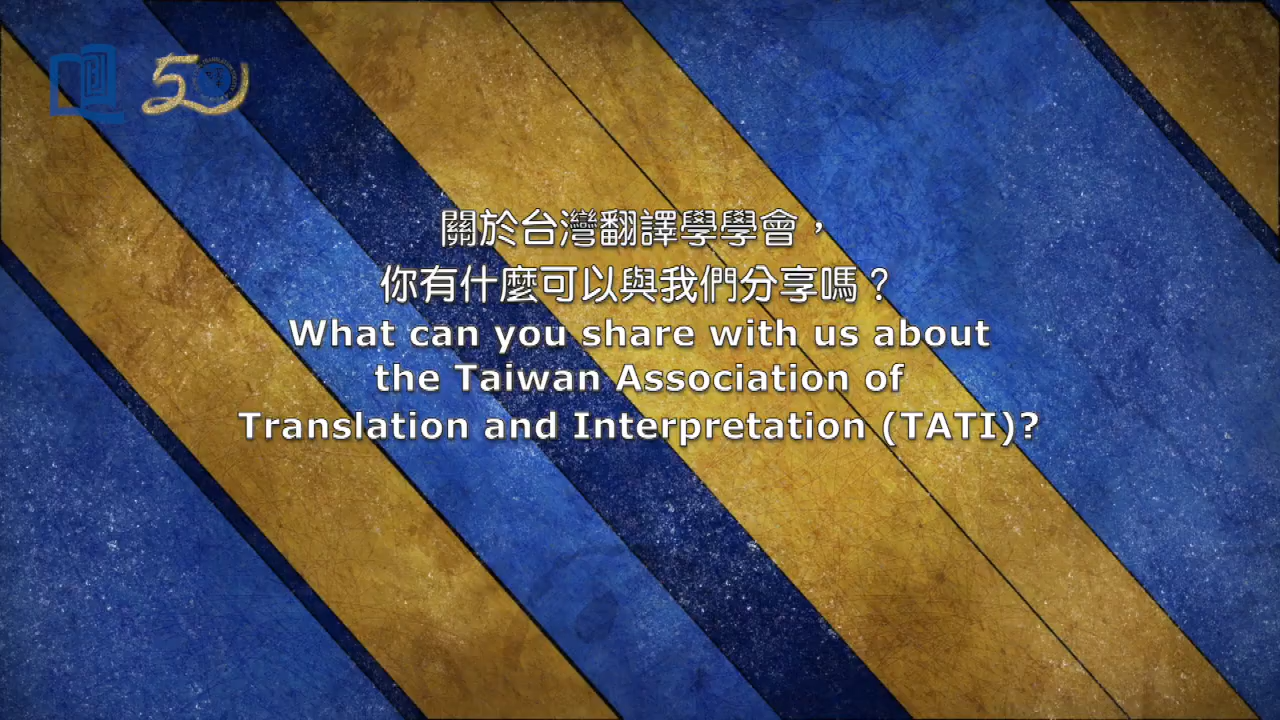 50
關於台灣翻譯學學會，
你有什麼可以與我們分享嗎？
What can you share with us about
the Taiwan Association of
Translation and Interpretation (TATI)?